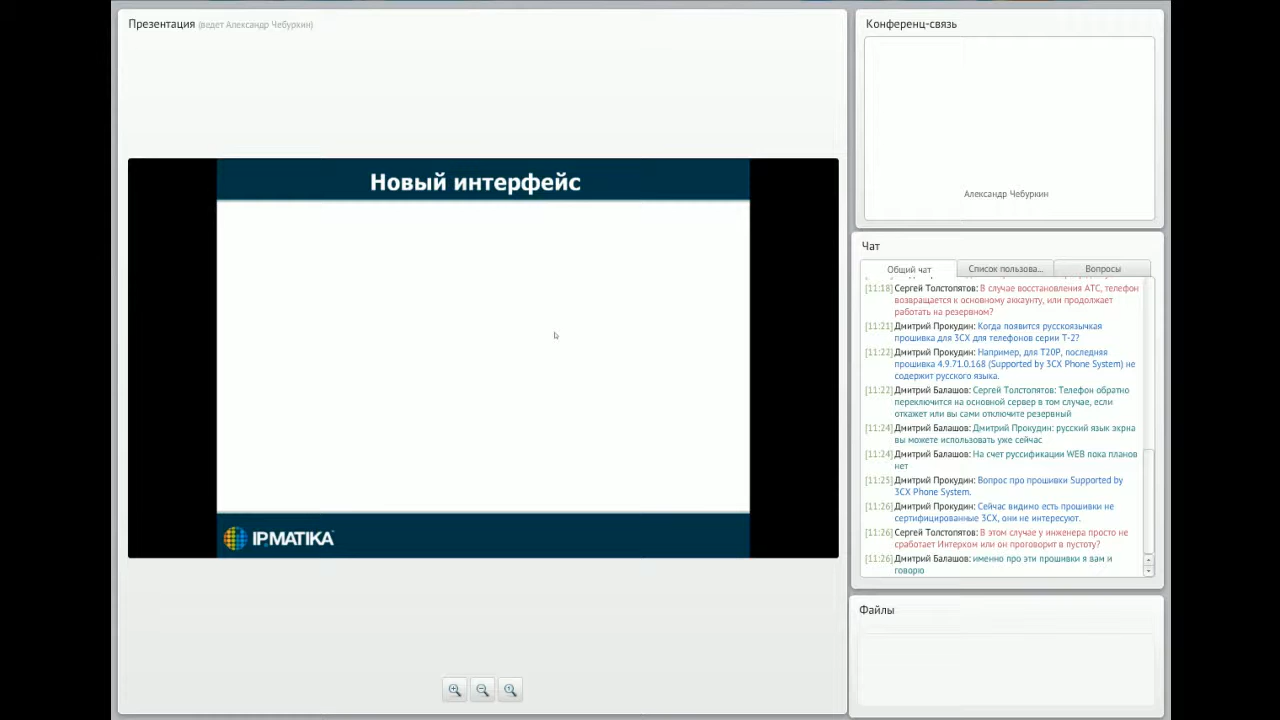 Презентация (ведет Александр Чебуркин)
Новый интерфейс
IPMATIKA
Конференц-связь
Александр Чебуркин
Чат
Общий чат
Список пользова...
Вопросы
[11:18] Сергей Толстопятов: В случае восстановления АТС, телефон
возвращается к основному аккаунту, или продолжает
работать на резервном?
[11:21] Дмитрий Прокудин: Когда появится русскоязычкая
прошивка для 3CX для телефонов серии Т-2?
[11:22] Дмитрий Прокудин: Например, для T20P, последняя
прошивка 4.9.71.0.168 (Supported by 3CX Phone System) не
содержит русского языка.
[11:22] Дмитрий Балашов: Сергей Толстопятов: Телефон обратно
переключится на основной сервер в том случае, если
откажет или вы сами отключите резервный
[11:24] Дмитрий Балашов: Дмитрий Прокудин: русский язык экрна
вы можете использовать уже сейчас
[11:24] Дмитрий Балашов: На счет руссификации WEB пока планов
нет
[11:25] Дмитрий Прокудин: Вопрос про прошивки Supported by
3CX Phone System.
[11:26] Дмитрий Прокудин: Сейчас видимо есть прошивки не
сертифицированные 3CX, они не интересуют.
[11:26] Сергей Толстопятов: В этом случае у инженера просто не
сработает Интерком или он проговорит в пустоту?
[11:26] Дмитрий Балашов: именно про эти прошивки я вам и
говорю
Файлы